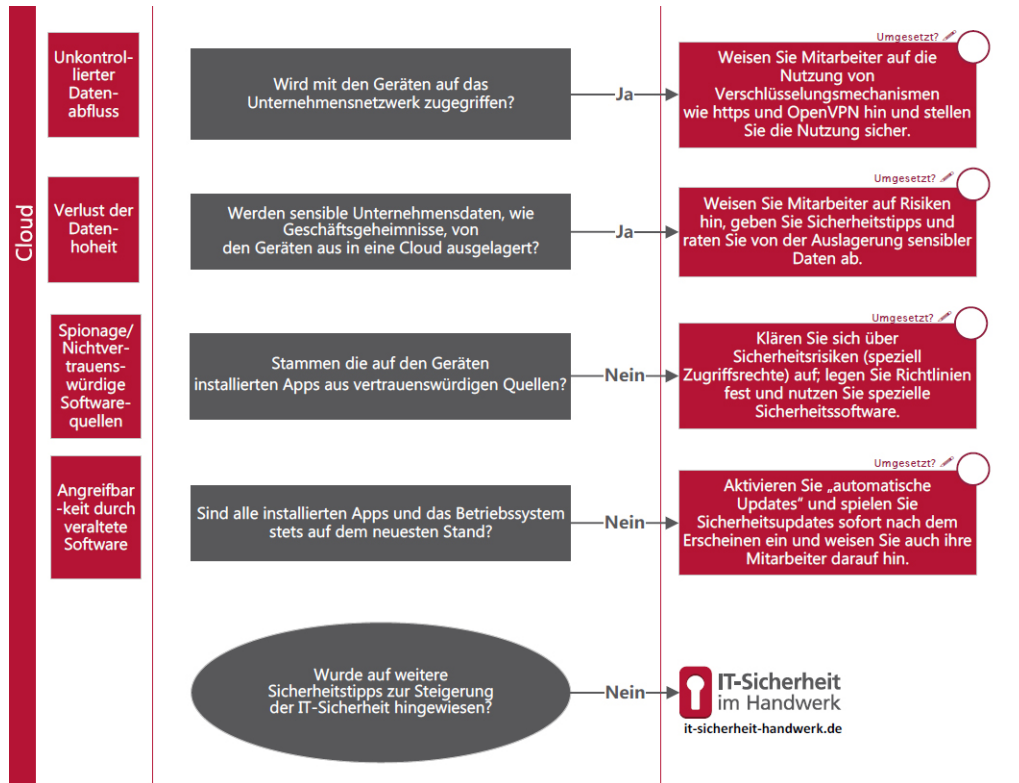 Cloud
Unkontrol-
lierter
Daten-
abfluss
Wird mit den Geräten auf das
Unternehmensnetzwerk zugegriffen?
Ja
Umgesetzt?
Weisen Sie Mitarbeiter auf die
Nutzung von
Verschlüsselungsmechanismen
wie https und OpenVPN hin und stellen
Sie die Nutzung sicher.
Verlust der
Daten-
hoheit
Werden sensible Unternehmensdaten, wie
Geschäftsgeheimnisse, von
den Geräten aus in eine Cloud ausgelagert?
Ja
Umgesetzt?
Weisen Sie Mitarbeiter auf Risiken
hin, geben Sie Sicherheitstipps und
raten Sie von der Auslagerung sensibler
Daten ab.
Spionage/
Nichtver-
trauens-
würdige
Software-
quellen
Stammen die auf den Geräten
installierten Apps aus vertrauenswürdigen Quellen?
Nein
Umgesetzt?
Klären Sie sich über
Sicherheitsrisiken (speziell
Zugriffsrechte) auf; legen Sie Richtlinien
fest und nutzen Sie spezielle
Sicherheitssoftware.
Angreifbar
-keit durch
veraltete
Software
Sind alle installierten Apps und das Betriebssystem
stets auf dem neuesten Stand?
Nein
Umgesetzt?
Aktivieren Sie „automatische
Updates“ und spielen Sie
Sicherheitsupdates sofort nach dem
Erscheinen ein und weisen Sie auch ihre
Mitarbeiter darauf hin.
Wurde auf weitere
Sicherheitstipps zur Steigerung
der IT-Sicherheit hingewiesen?
Nein
IT-Sicherheit
im Handwerk
it-sicherheit-handwerk.de